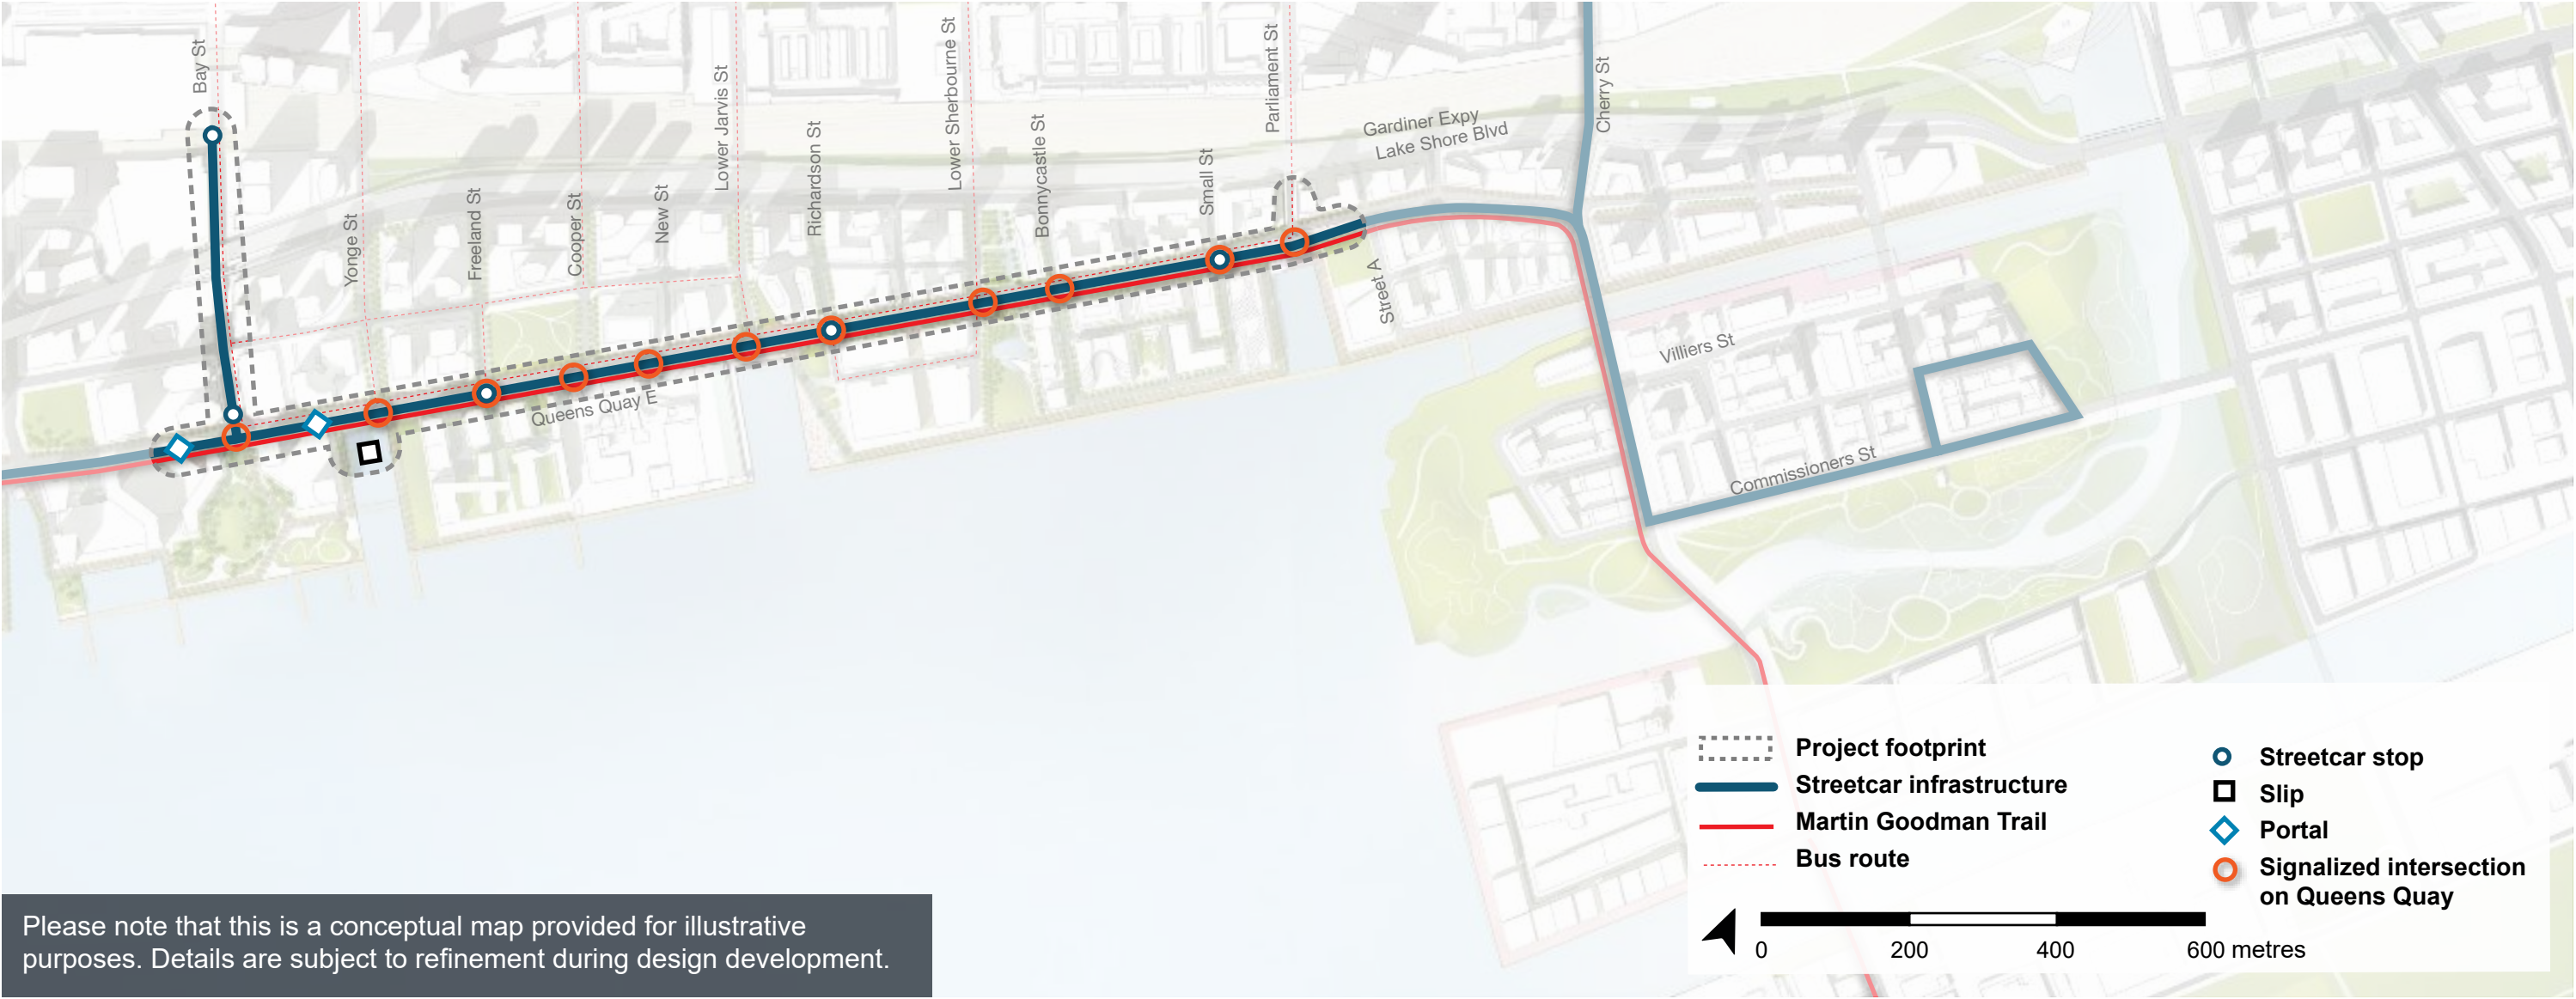 Bay St
Yonge St
Freeland St
Cooper St
New St
Lower Jarvis St
Richardson St
Lower Sherbourne St
Bonnycastle St
Small St
Parliament St
Gardiner Expy
Lake Shore Blvd
Cherry St
Street A
Queens Quay E
Villiers St
Commissioners St
Project footprint
Streetcar infrastructure
Martin Goodman Trail
Bus route
Streetcar stop
Slip
Portal
Signalized intersection
on Queens Quay
0 200 400 600 metres
Please note that this is a conceptual map provided for illustrative
purposes. Details are subject to refinement during design development.